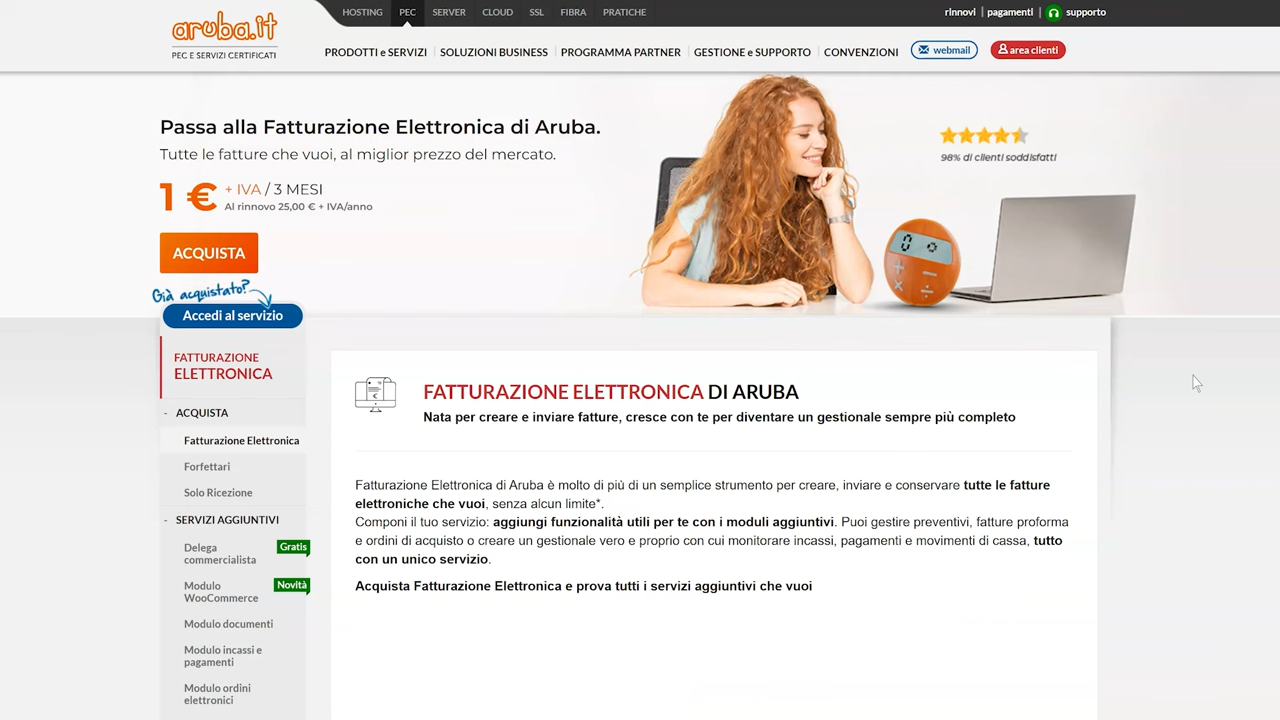 aruba.it
PEC E SERVIZI CERTIFICATI
HOSTING PEC SERVER CLOUD SSL FIBRA PRATICHE
rinnovi pagamenti supporto
PRODOTTI e SERVIZI SOLUZIONI BUSINESS PROGRAMMA PARTNER GESTIONE e SUPPORTO CONVENZIONI webmail area clienti
Passa alla Fatturazione Elettronica di Aruba.
Tutte le fatture che vuoi, al miglior prezzo del mercato.
1 € + IVA / 3 MESI
Al rinnovo 25,00 € + IVA/anno
98% di clienti soddisfatti
ACQUISTA
Già acquistato?
Accedi al servizio
FATTURAZIONE
ELETTRONICA
- ACQUISTA
Fatturazione Elettronica
Forfettari
Solo Ricezione
- SERVIZI AGGIUNTIVI
Delega
commercialista
Gratis
Modulo
WooCommerce
Novità
Modulo documenti
Modulo incassi e
pagamenti
Modulo ordini
elettronici
FATTURAZIONE ELETTRONICA DI ARUBA
Nata per creare e inviare fatture, cresce con te per diventare un gestionale sempre più completo
Fatturazione Elettronica di Aruba è molto di più di un semplice strumento per creare, inviare e conservare tutte le fatture
elettroniche che vuoi, senza alcun limite*.
Componi il tuo servizio: aggiungi funzionalità utili per te con i moduli aggiuntivi. Puoi gestire preventivi, fatture proforma
e ordini di acquisto o creare un gestionale vero e proprio con cui monitorare incassi, pagamenti e movimenti di cassa, tutto
con un unico servizio.
Acquista Fatturazione Elettronica e prova tutti i servizi aggiuntivi che vuoi